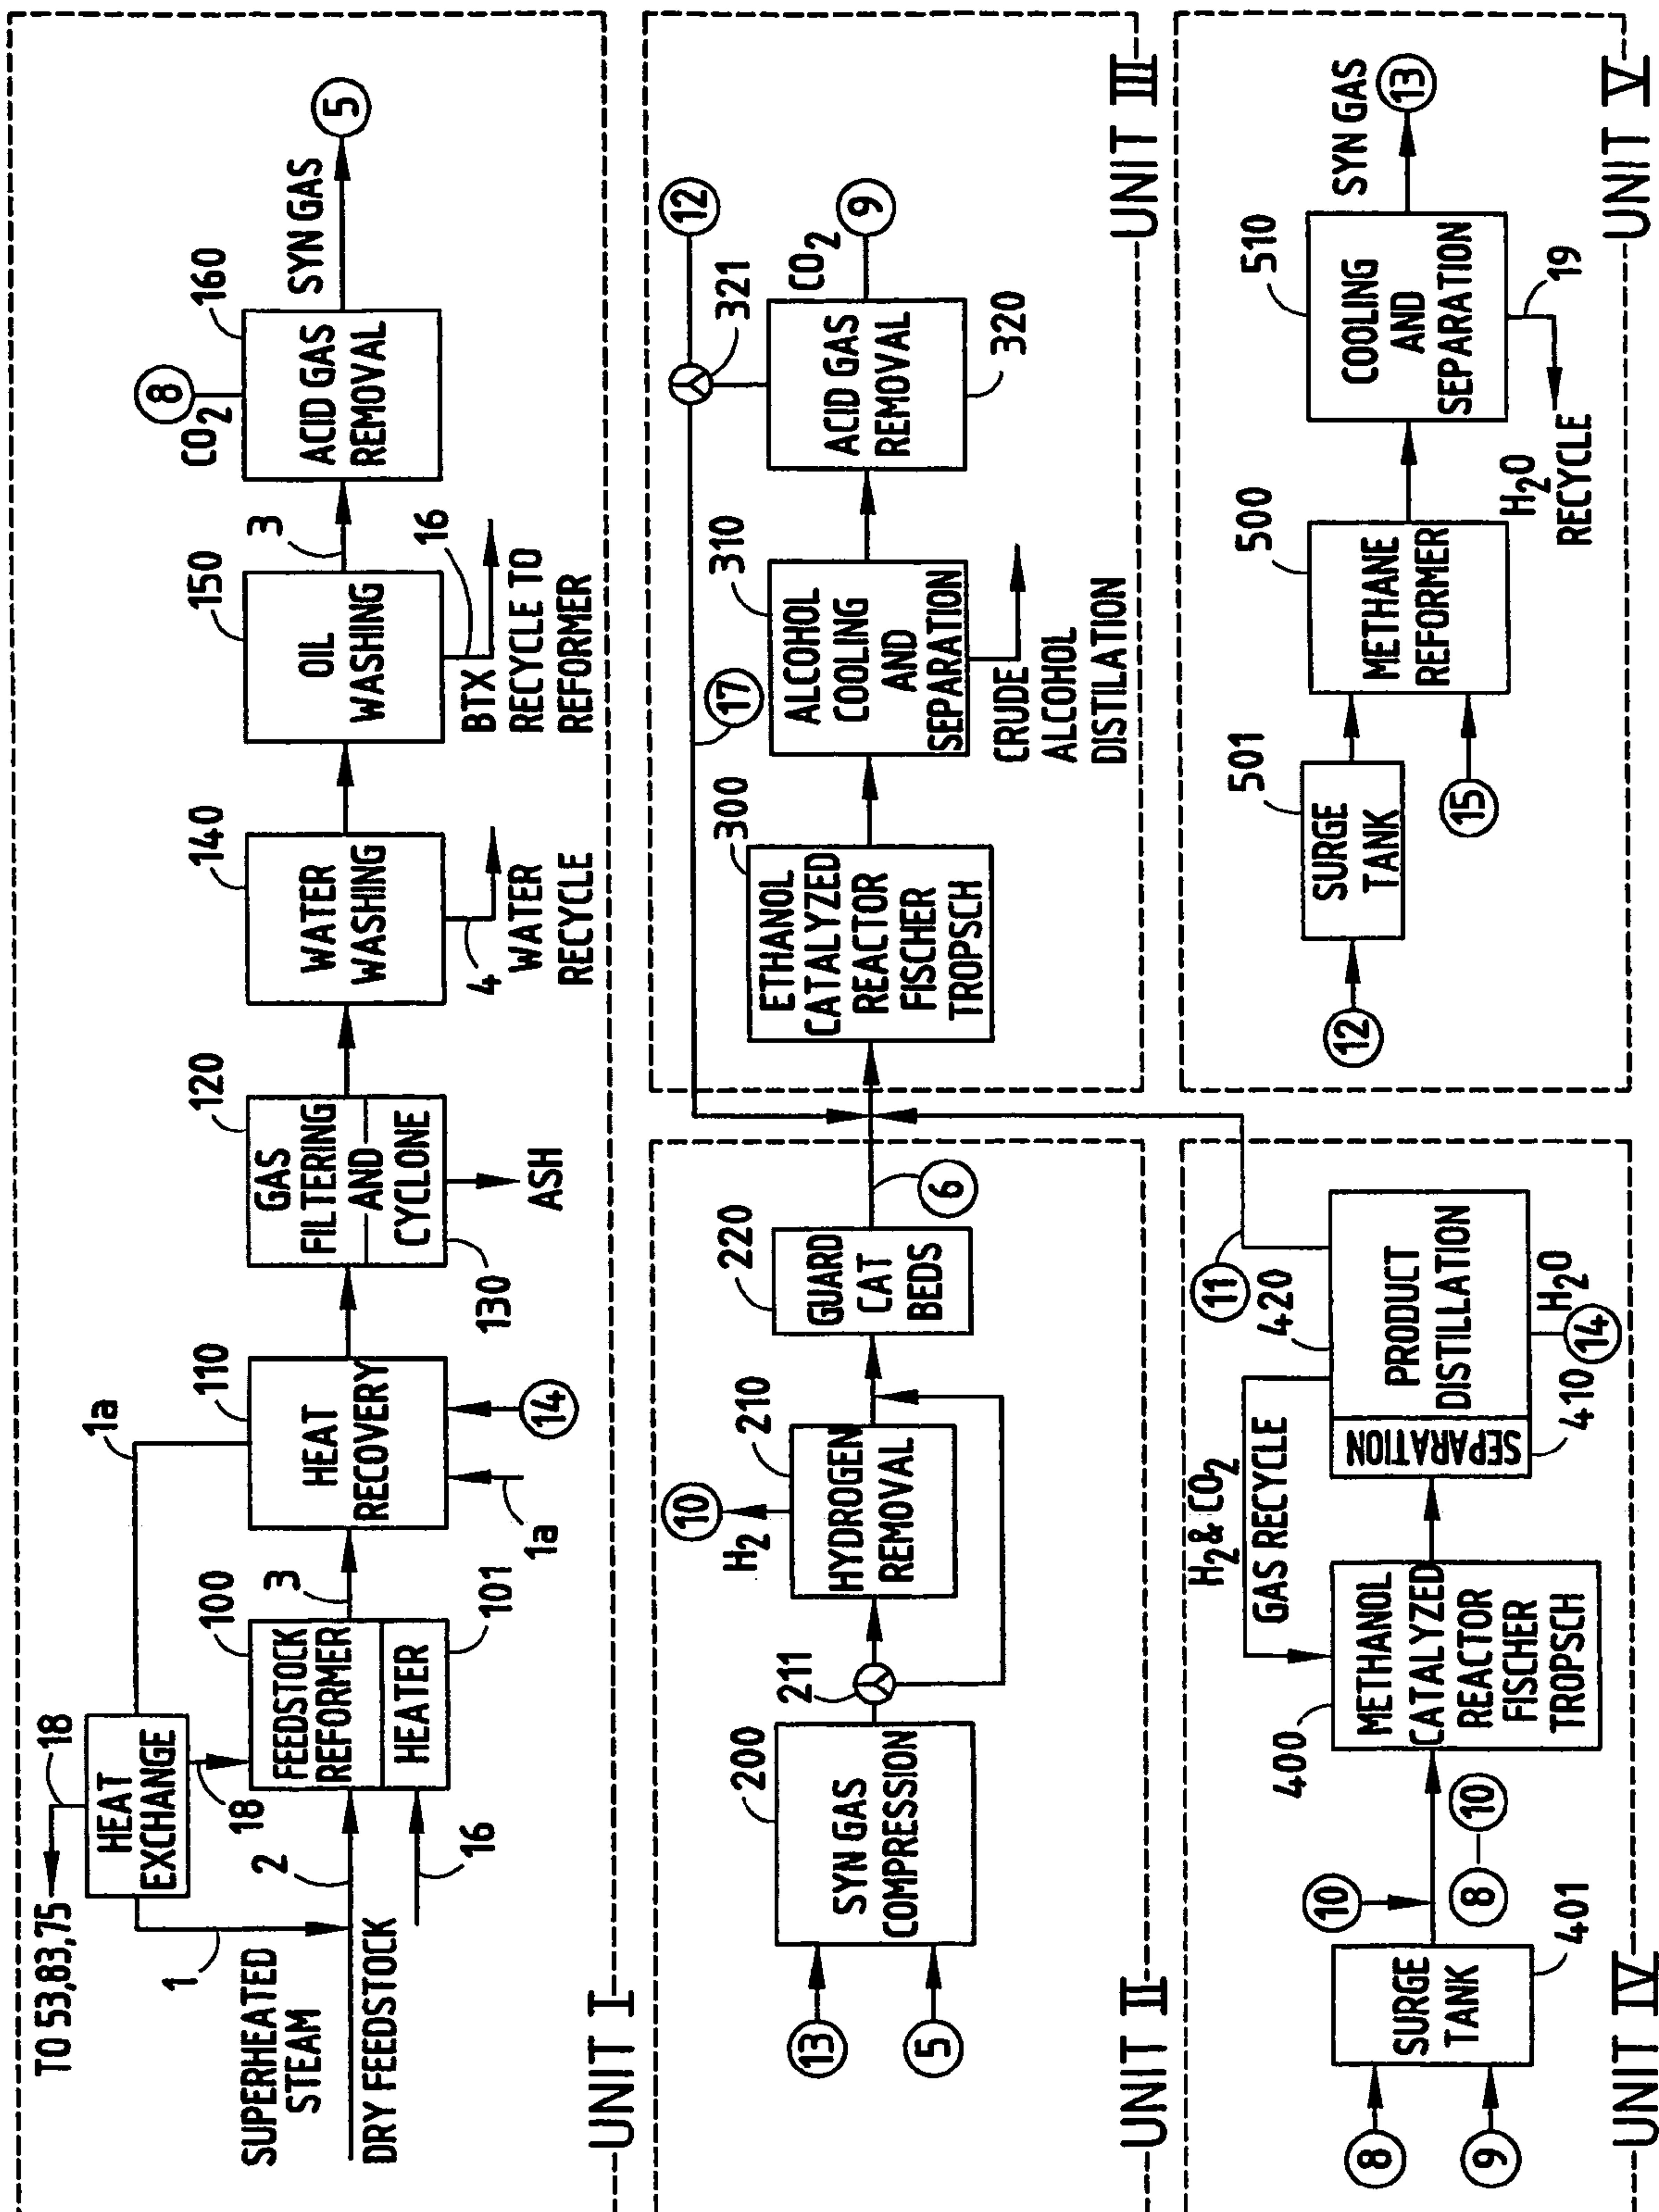 TO 53,83,75
18
HEAT
EXCHANGE
1a
1
SUPERHEATED
STEAM
18
2
DRY FEEDSTOCK
16
100
FEEDSTOCK
REFORMER
HEATER
101
3
110
HEAT
RECOVERY
1a
14
120
GAS
FILTERING
AND
CYCLONE
130
ASH
140
WATER
WASHING
4
WATER
RECYCLE
150
OIL
WASHING
3
16
BTX
RECYCLE TO
REFORMER
8
CO2
160
ACID GAS
REMOVAL
SYN GAS
5
UNIT I
13
5
200
SYN GAS
COMPRESSION
211
10
H2
210
HYDROGEN
REMOVAL
220
GUARD
CAT
BEDS
6
UNIT II
17
12
300
ETHANOL
CATALYZED
REACTOR
FISCHER
TROPSCH
310
ALCOHOL
COOLING
AND
SEPARATION
CRUDE
ALCOHOL
DISTILATION
321
ACID GAS
REMOVAL
320
CO2
9
UNIT III
8
9
SURGE
TANK
401
10
8
10
400
METHANOL
CATALYZED
REACTOR
FISCHER
TROPSCH
H2 & CO2
GAS RECYCLE
SEPARATION
410
11
420
PRODUCT
DISTILLATION
H2O
14
UNIT IV
12
501
SURGE
TANK
15
500
METHANE
REFORMER
510
COOLING
AND
SEPARATION
19
H2O
RECYCLE
SYN GAS
13
UNIT V